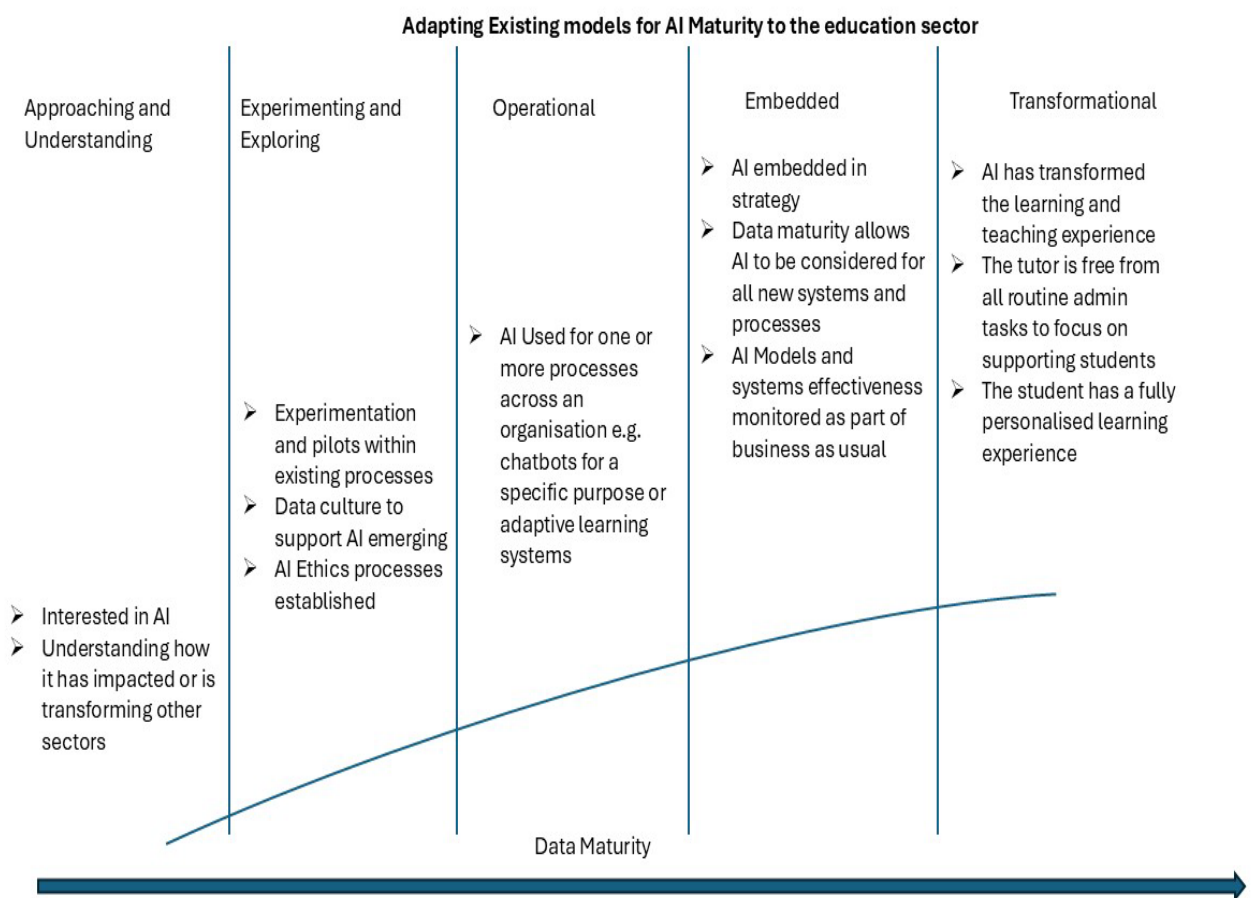 Adapting Existing models for AI Maturity to the education sector
Approaching and
Understanding
➢ Interested in AI
➢ Understanding how
it has impacted or is
transforming other
sectors
Experimenting and
Exploring
➢ Experimentation
and pilots within
existing processes
➢ Data culture to
support AI emerging
➢ AI Ethics processes
established
Operational
➢ AI Used for one or
more processes
across an
organisation e.g.
chatbots for a
specific purpose or
adaptive learning
systems
Embedded
➢ AI embedded in
strategy
➢ Data maturity allows
AI to be considered for
all new systems and
processes
➢ AI Models and
systems effectiveness
monitored as part of
business as usual
Transformational
➢ AI has transformed
the learning and
teaching experience
➢ The tutor is free from
all routine admin
tasks to focus on
supporting students
➢ The student has a fully
personalised learning
experience
Data Maturity